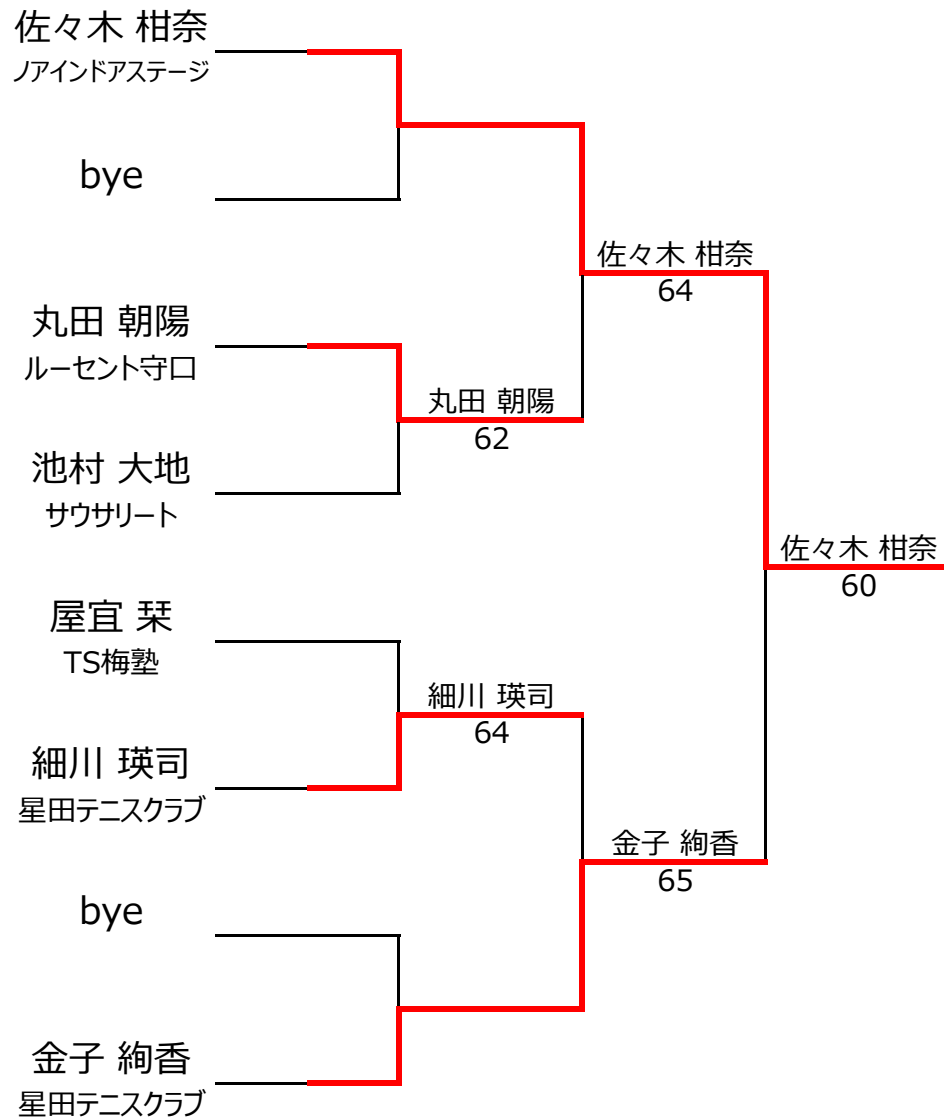 佐々木 柑奈
ノアインドアステージ
bye
佐々木 柑奈
64
丸田 朝陽
ルーセント守口
丸田 朝陽
62
池村 大地
サウサリート
佐々木 柑奈
60
屋宜 栞
TS梅塾
細川 瑛司
64
細川 瑛司
星田テニスクラブ
金子 絢香
65
bye
金子 絢香
星田テニスクラブ